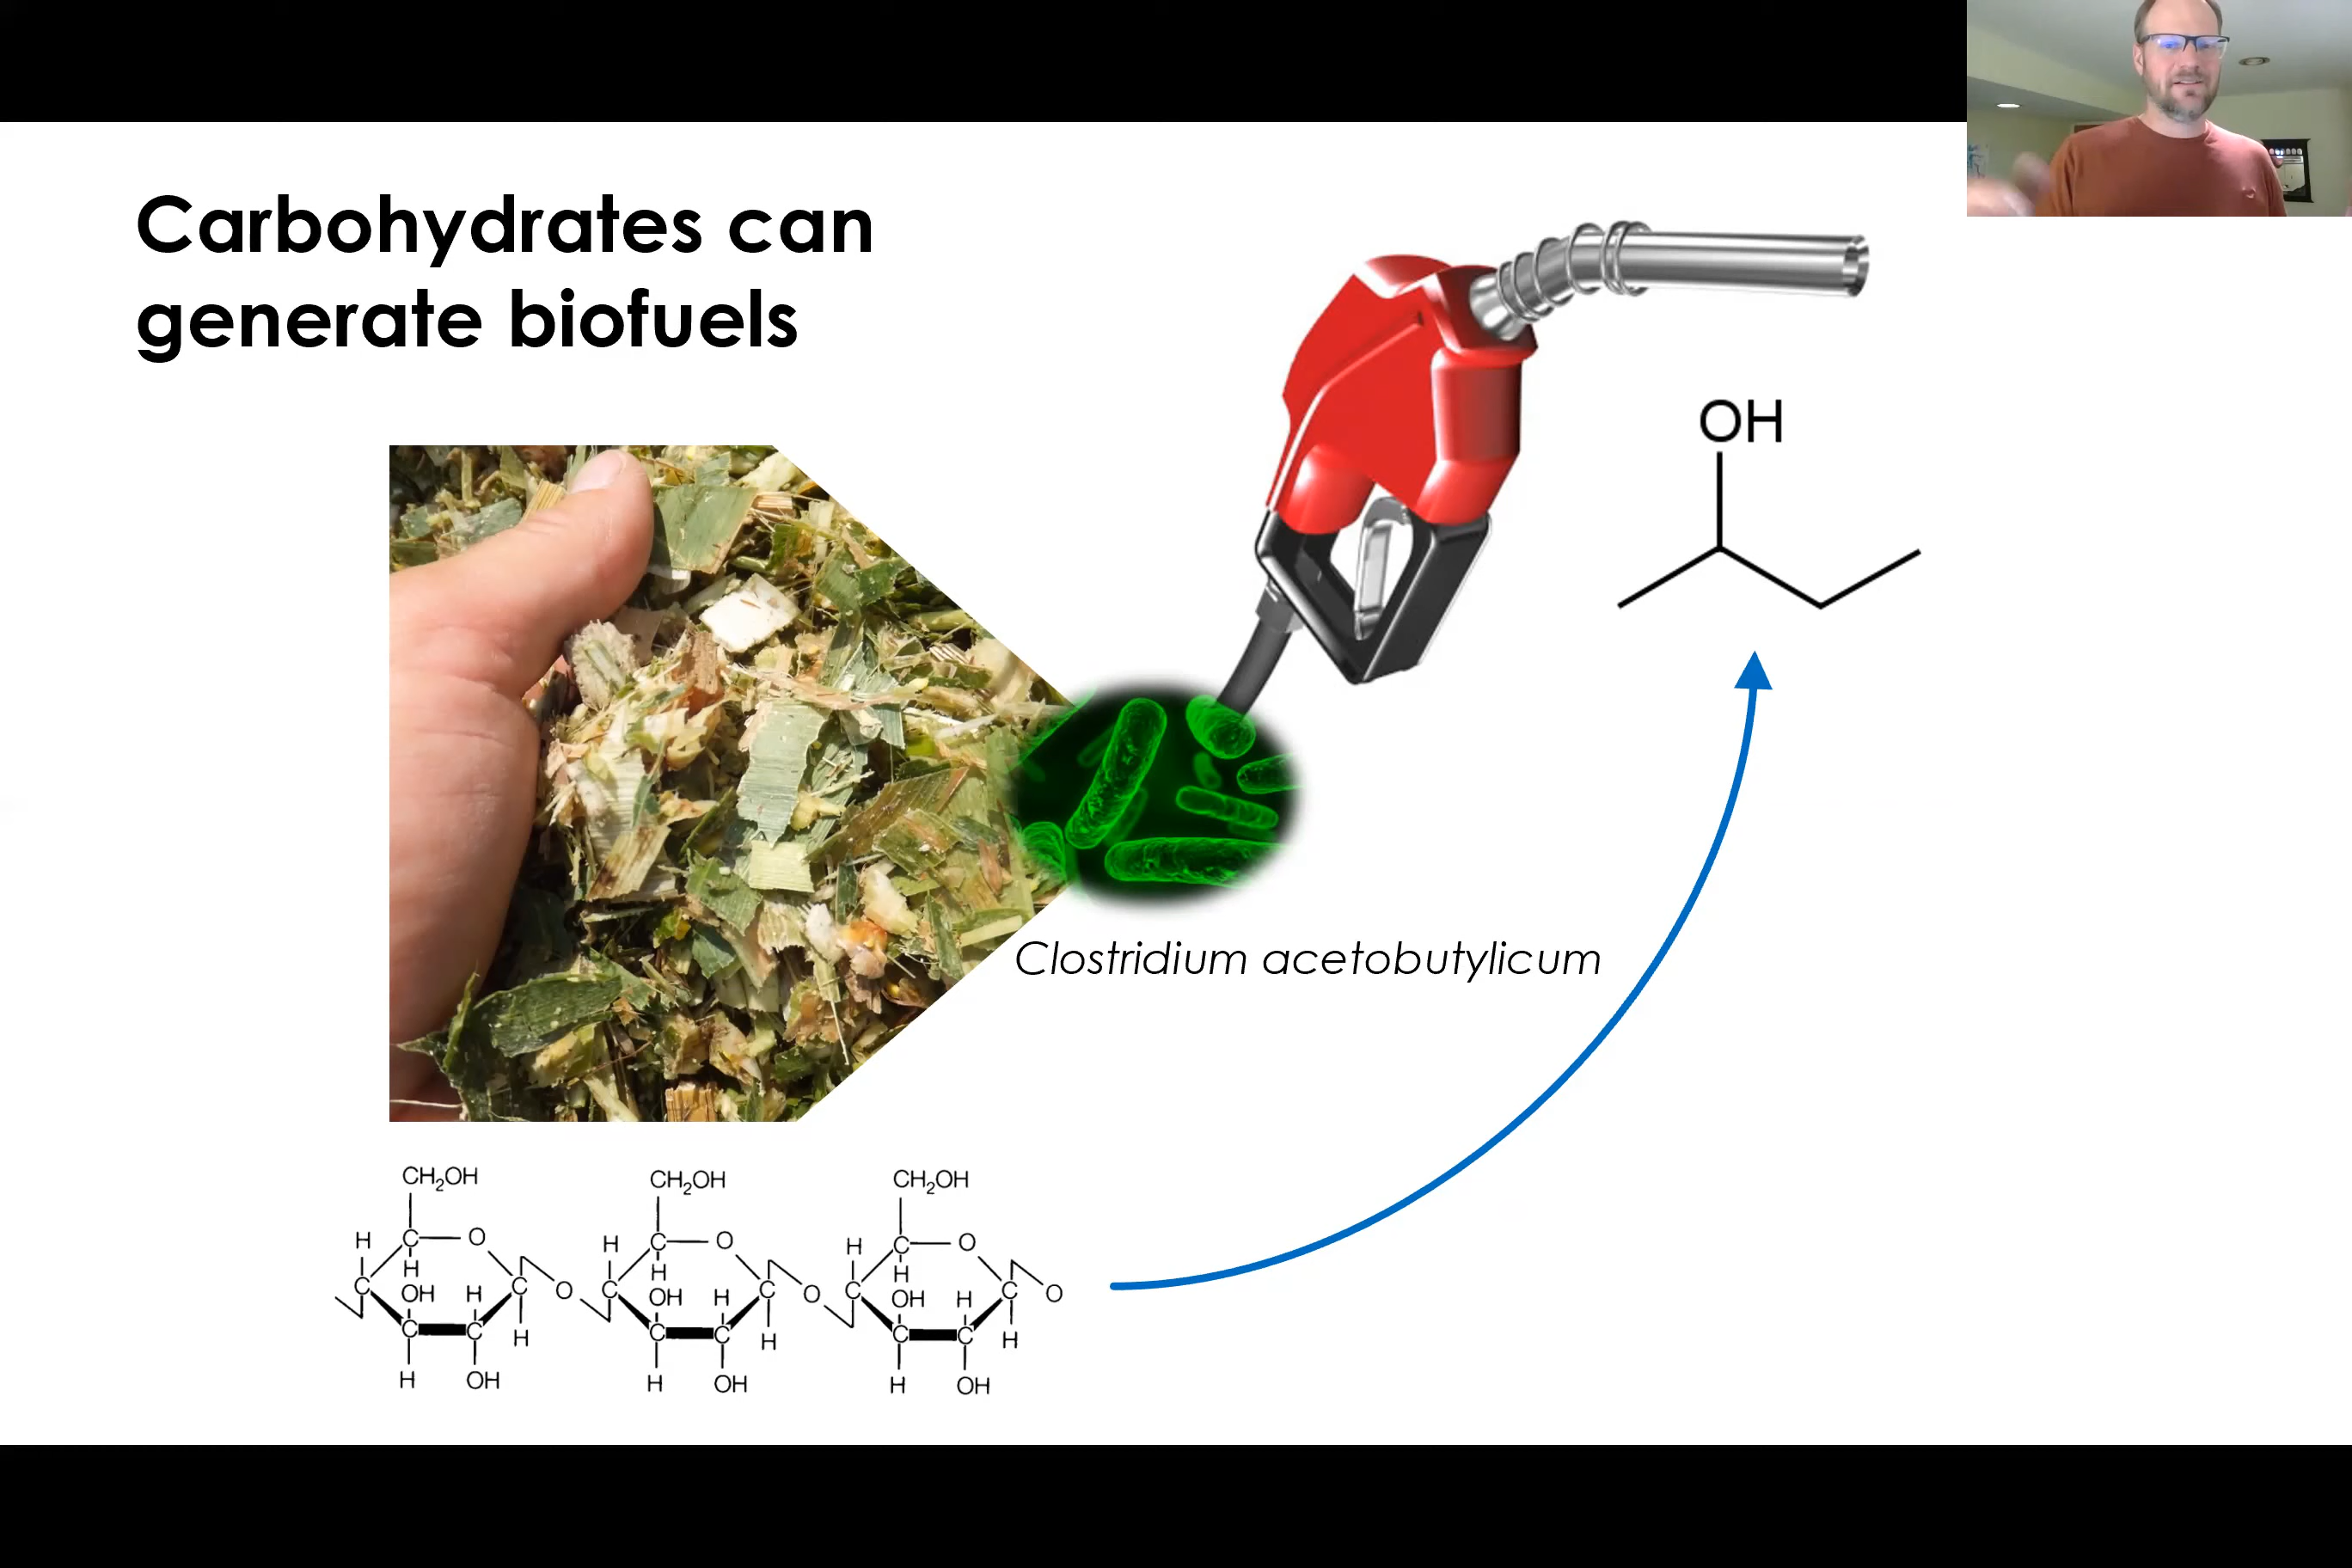 Carbohydrates can
generate biofuels
OH
Clostridium acetobutylicum
CH2OH CH2OH CH2OH
H C O H C O H C O
H H H
C OH H C O C OH H C O C OH H C O
C C H C C H C C H
H OH H OH H OH